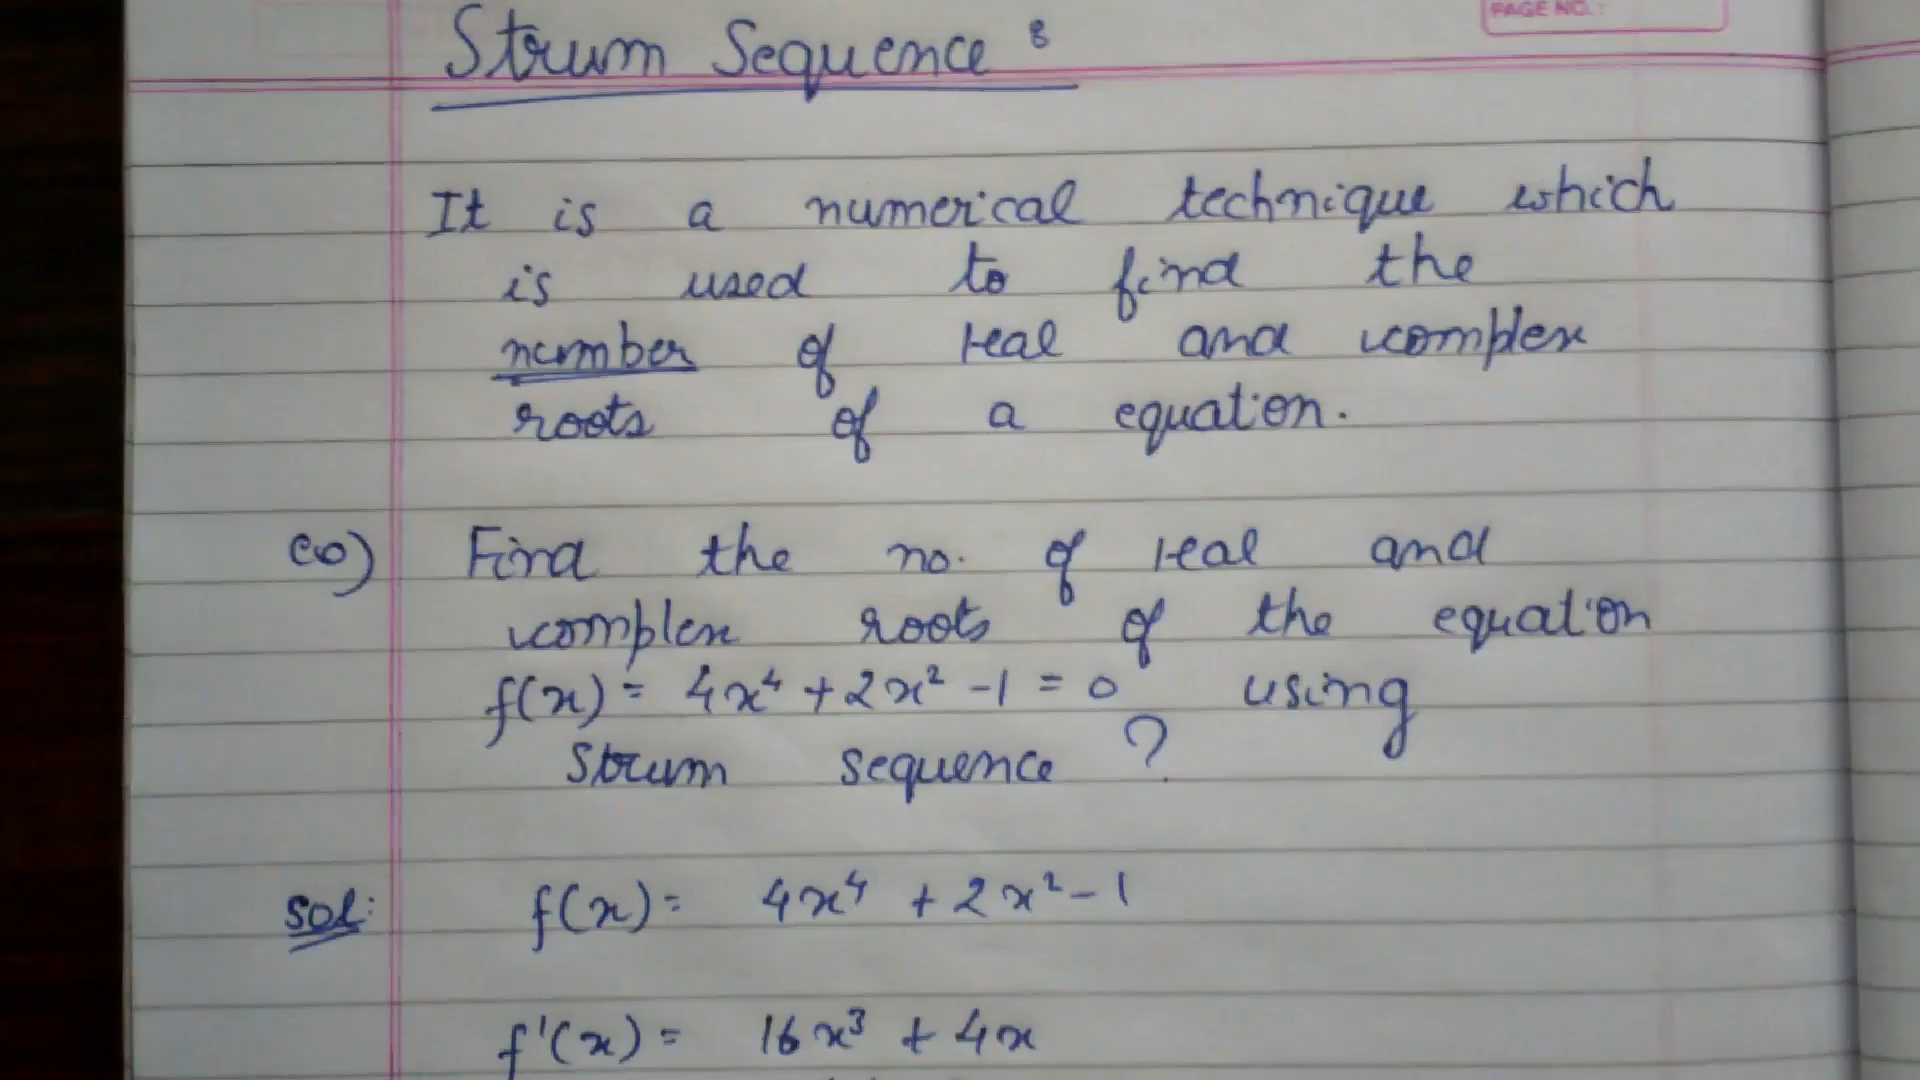 PAGE NO.:
Strum Sequence :
It is a numerical technique which
is used to find the
number of real and complex
roots of a equation.
Find the no. of real and
complex roots of the equation
f(x) = 4x⁴ + 2x² - 1 = 0 using
Strum sequence ?
Sol: f(x) = 4x⁴ + 2x² - 1
f'(x) = 16x³ + 4x